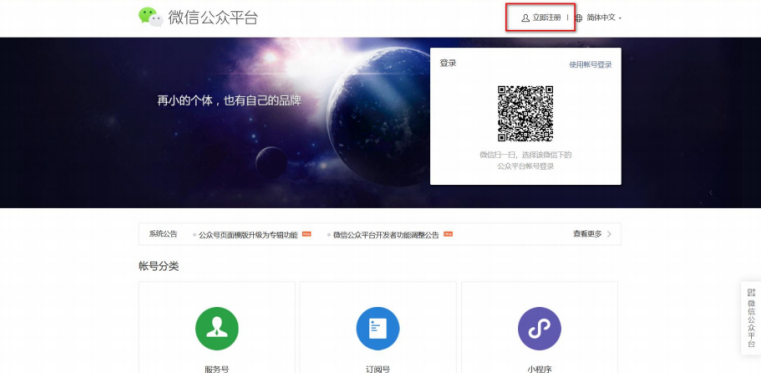 微信公众平台
立即注册 | 简体中文
再小的个体，也有自己的品牌
登录
使用帐号登录
微信扫一扫，选择该微信下的
公众平台帐号登录
系统公告
公众号页面模版升级为专辑功能
微信公众平台开发者功能调整公告
查看更多
帐号分类
服务号
订阅号
小程序
微信公众平台